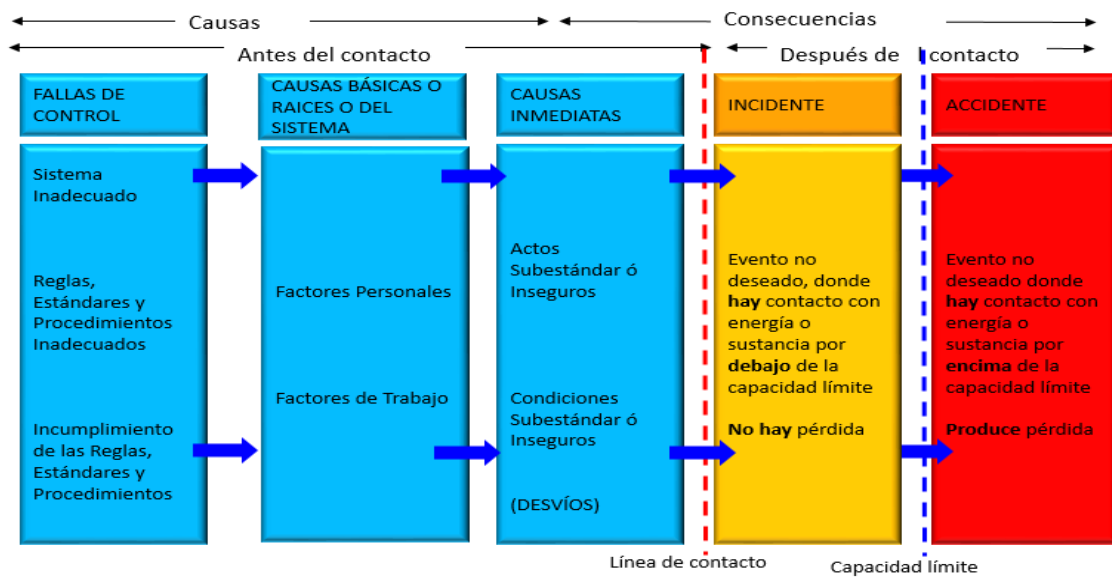 Causas
Consecuencias
Antes del contacto
Después de l contacto
FALLAS DE
CONTROL
CAUSAS BÁSICAS O
RAICES O DEL
SISTEMA
CAUSAS
INMEDIATAS
INCIDENTE
ACCIDENTE
Sistema
Inadecuado
Reglas,
Estándares y
Procedimientos
Inadecuados
Incumplimiento
de las Reglas,
Estándares y
Procedimientos
Factores Personales
Factores de Trabajo
Actos
Subestándar ó
Inseguros
Condiciones
Subestándar ó
Inseguros
(DESVÍOS)
Evento no
deseado, donde
hay contacto con
energía o
sustancia por
debajo de la
capacidad límite
No hay pérdida
Evento no
deseado donde
hay contacto con
energía o
sustancia por
encima de la
capacidad límite
Produce pérdida
Línea de contacto
Capacidad límite